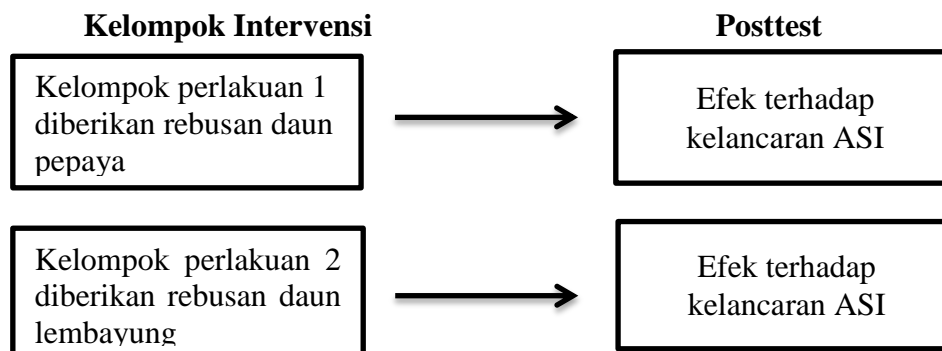 Kelompok Intervensi
Posttest
Kelompok perlakuan 1
diberikan rebusan daun
pepaya
Efek terhadap
kelancaran ASI
Kelompok perlakuan 2
diberikan rebusan daun
lembayung
Efek terhadap
kelancaran ASI